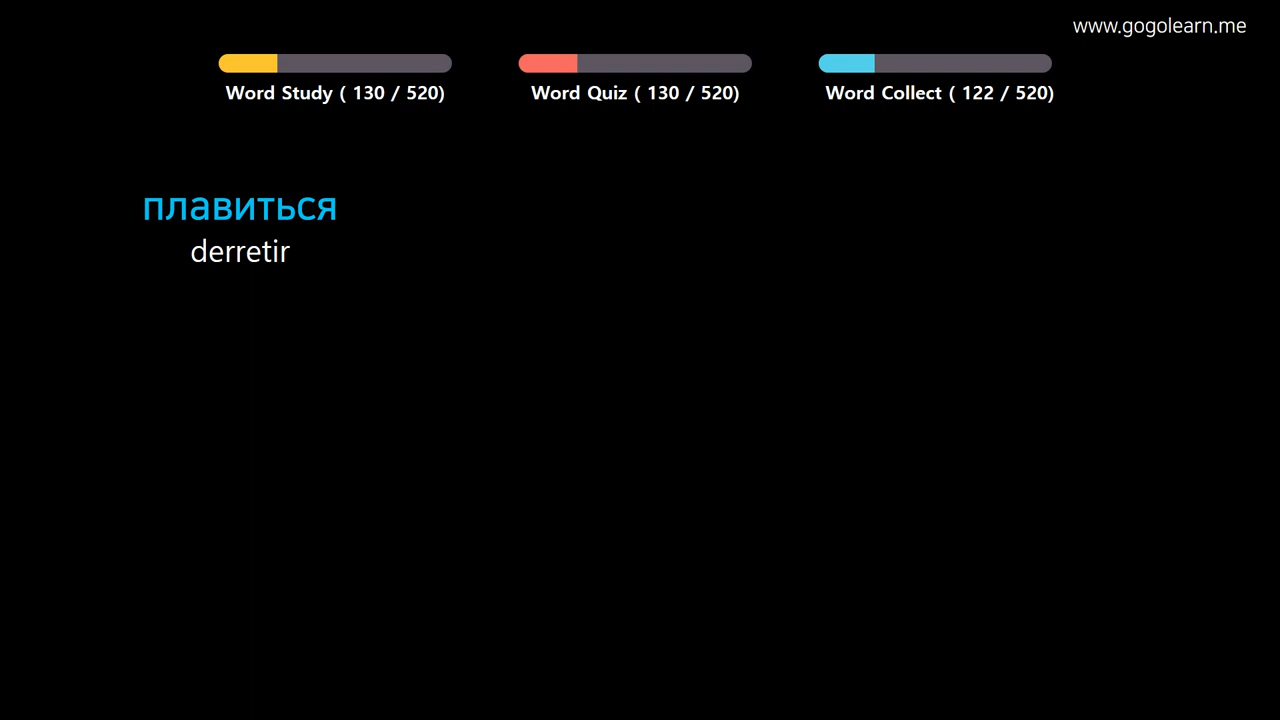 www.gogolearn.me
Word Study ( 130 / 520)
Word Quiz ( 130 / 520)
Word Collect ( 122 / 520)
плавиться
derretir